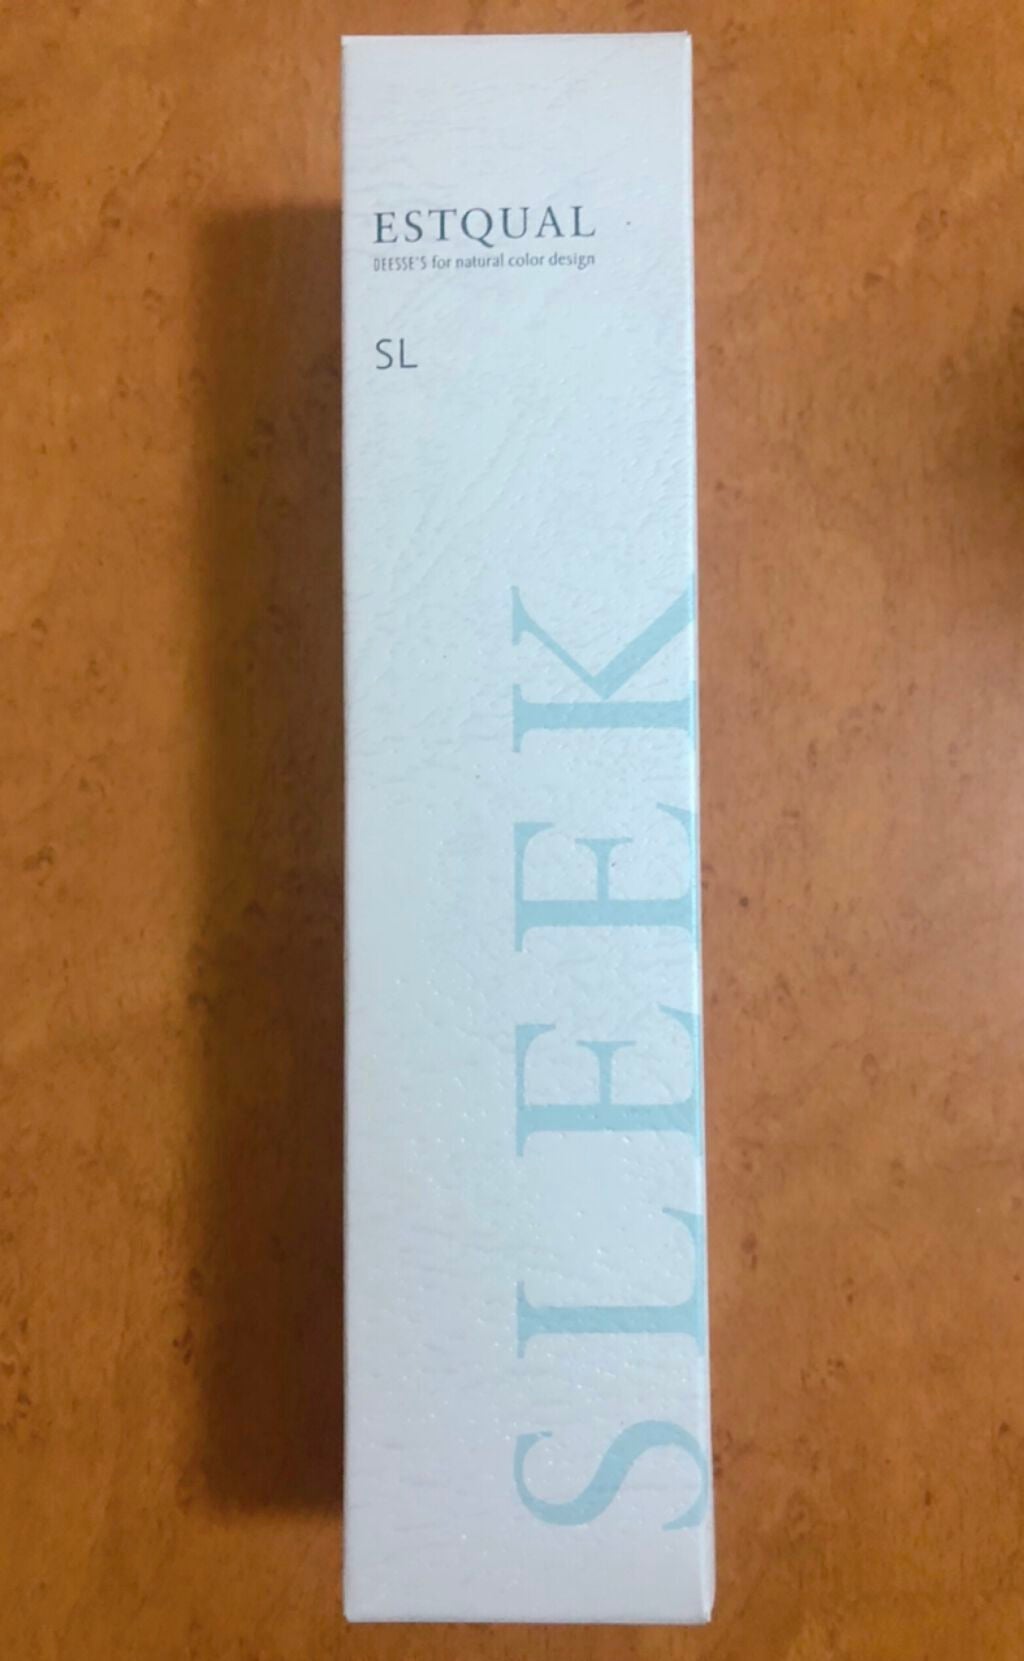 ESTQUAL
DEESSE'S for natural color design
SL
SLEEK